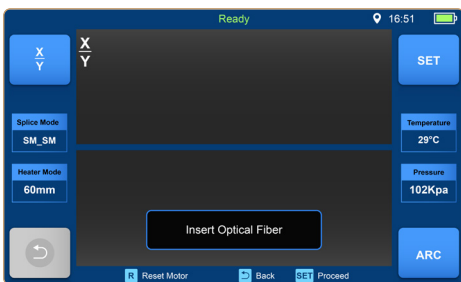 Ready
16:51
X
Y
X
Y
SET
Splice Mode
SM_SM
Temperature
29°C
Heater Mode
60mm
Pressure
102Kpa
Insert Optical Fiber
ARC
R Reset Motor
Back
SET Proceed